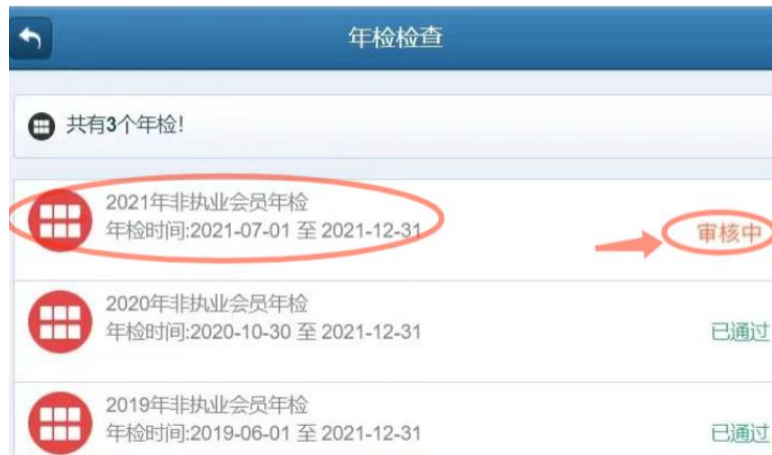 年检检查
共有3个年检!
2021年非执业会员年检
年检时间:2021-07-01 至 2021-12-31
审核中
2020年非执业会员年检
年检时间:2020-10-30 至 2021-12-31
已通过
2019年非执业会员年检
年检时间:2019-06-01 至 2021-12-31
已通过